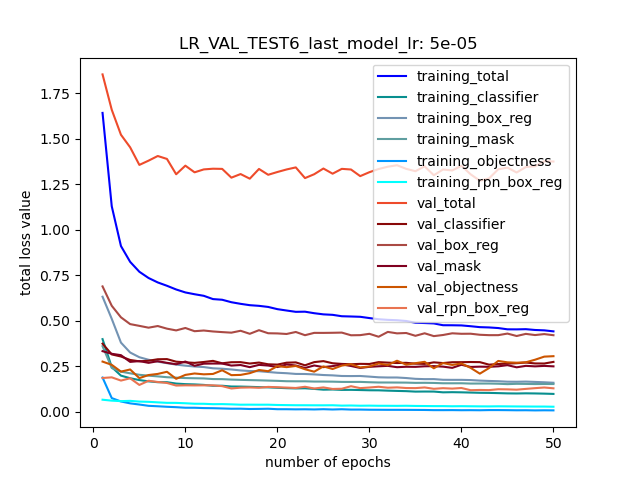 LR_VAL_TEST6_last_model_lr: 5e-05
total loss value
1.75
1.50
1.25
1.00
0.75
0.50
0.25
0.00
training_total
training_classifier
training_box_reg
training_mask
training_objectness
training_rpn_box_reg
val_total
val_classifier
val_box_reg
val_mask
val_objectness
val_rpn_box_reg
0 10 20 30 40 50
number of epochs